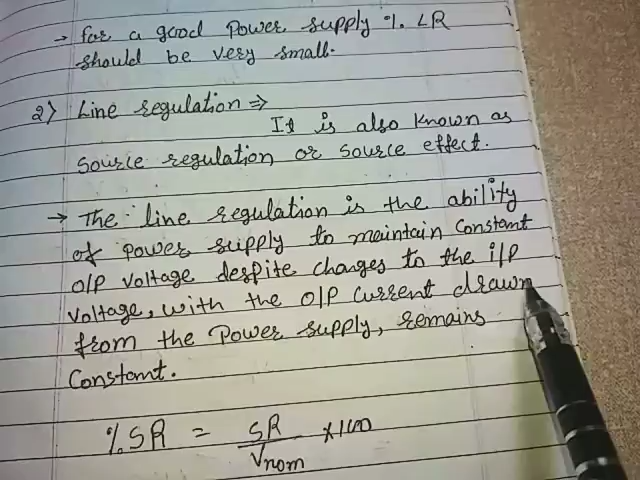 → for a good power supply %. LR
should be very small.
2) Line regulation ⇒
It is also known as
source regulation or source effect.
→ The line regulation is the ability
of power supply to maintain constant
O/P voltage despite changes to the i/P
voltage, with the O/P current drawn
from the power supply, remains
constant.
%SR = SR/Vnom ×100